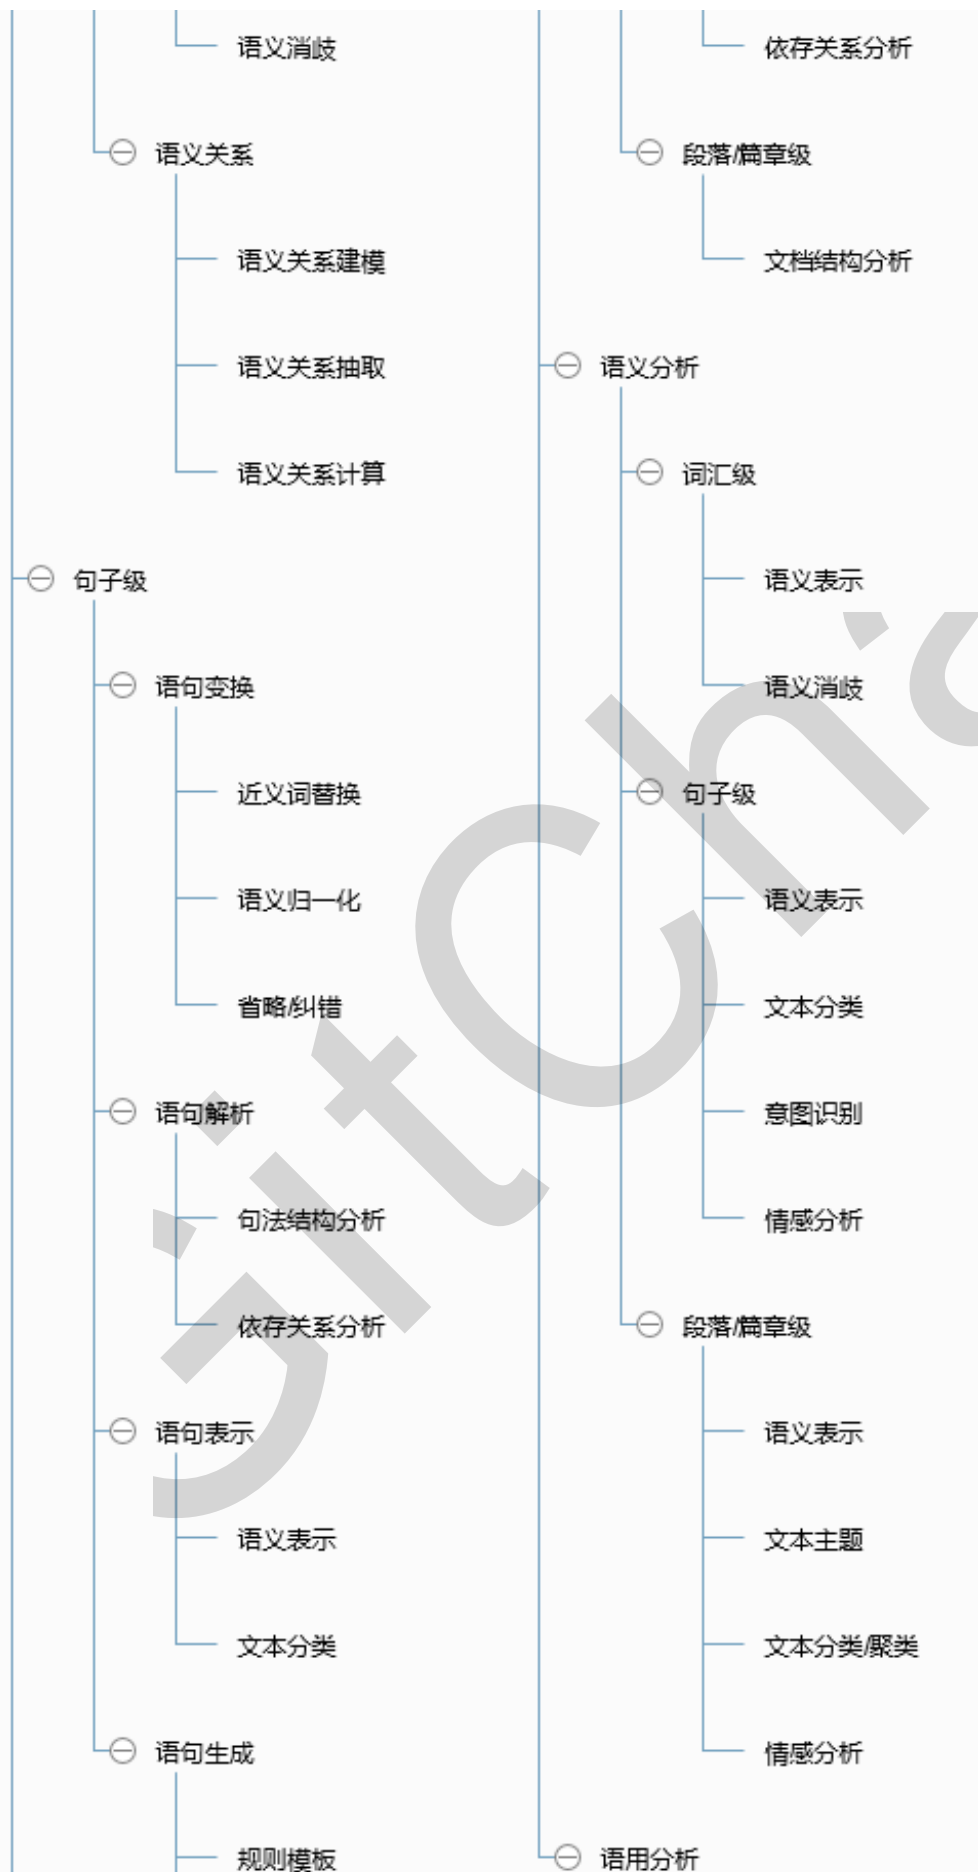 语义消歧
语义关系
语义关系建模
语义关系抽取
语义关系计算
句子级
语句变换
近义词替换
语义归一化
省略/纠错
语句解析
句法结构分析
依存关系分析
语句表示
语义表示
文本分类
语句生成
规则模板
依存关系分析
段落/篇章级
文档结构分析
语义分析
词汇级
语义表示
语义消歧
句子级
语义表示
文本分类
意图识别
情感分析
段落/篇章级
语义表示
文本主题
文本分类/聚类
情感分析
语用分析
GitCha